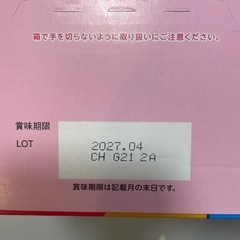 箱で手を切らないように取り扱いにご注意ください。
賞味期限 2027.04
LOT CH G21 2A
賞味期限は記載月の末日です。